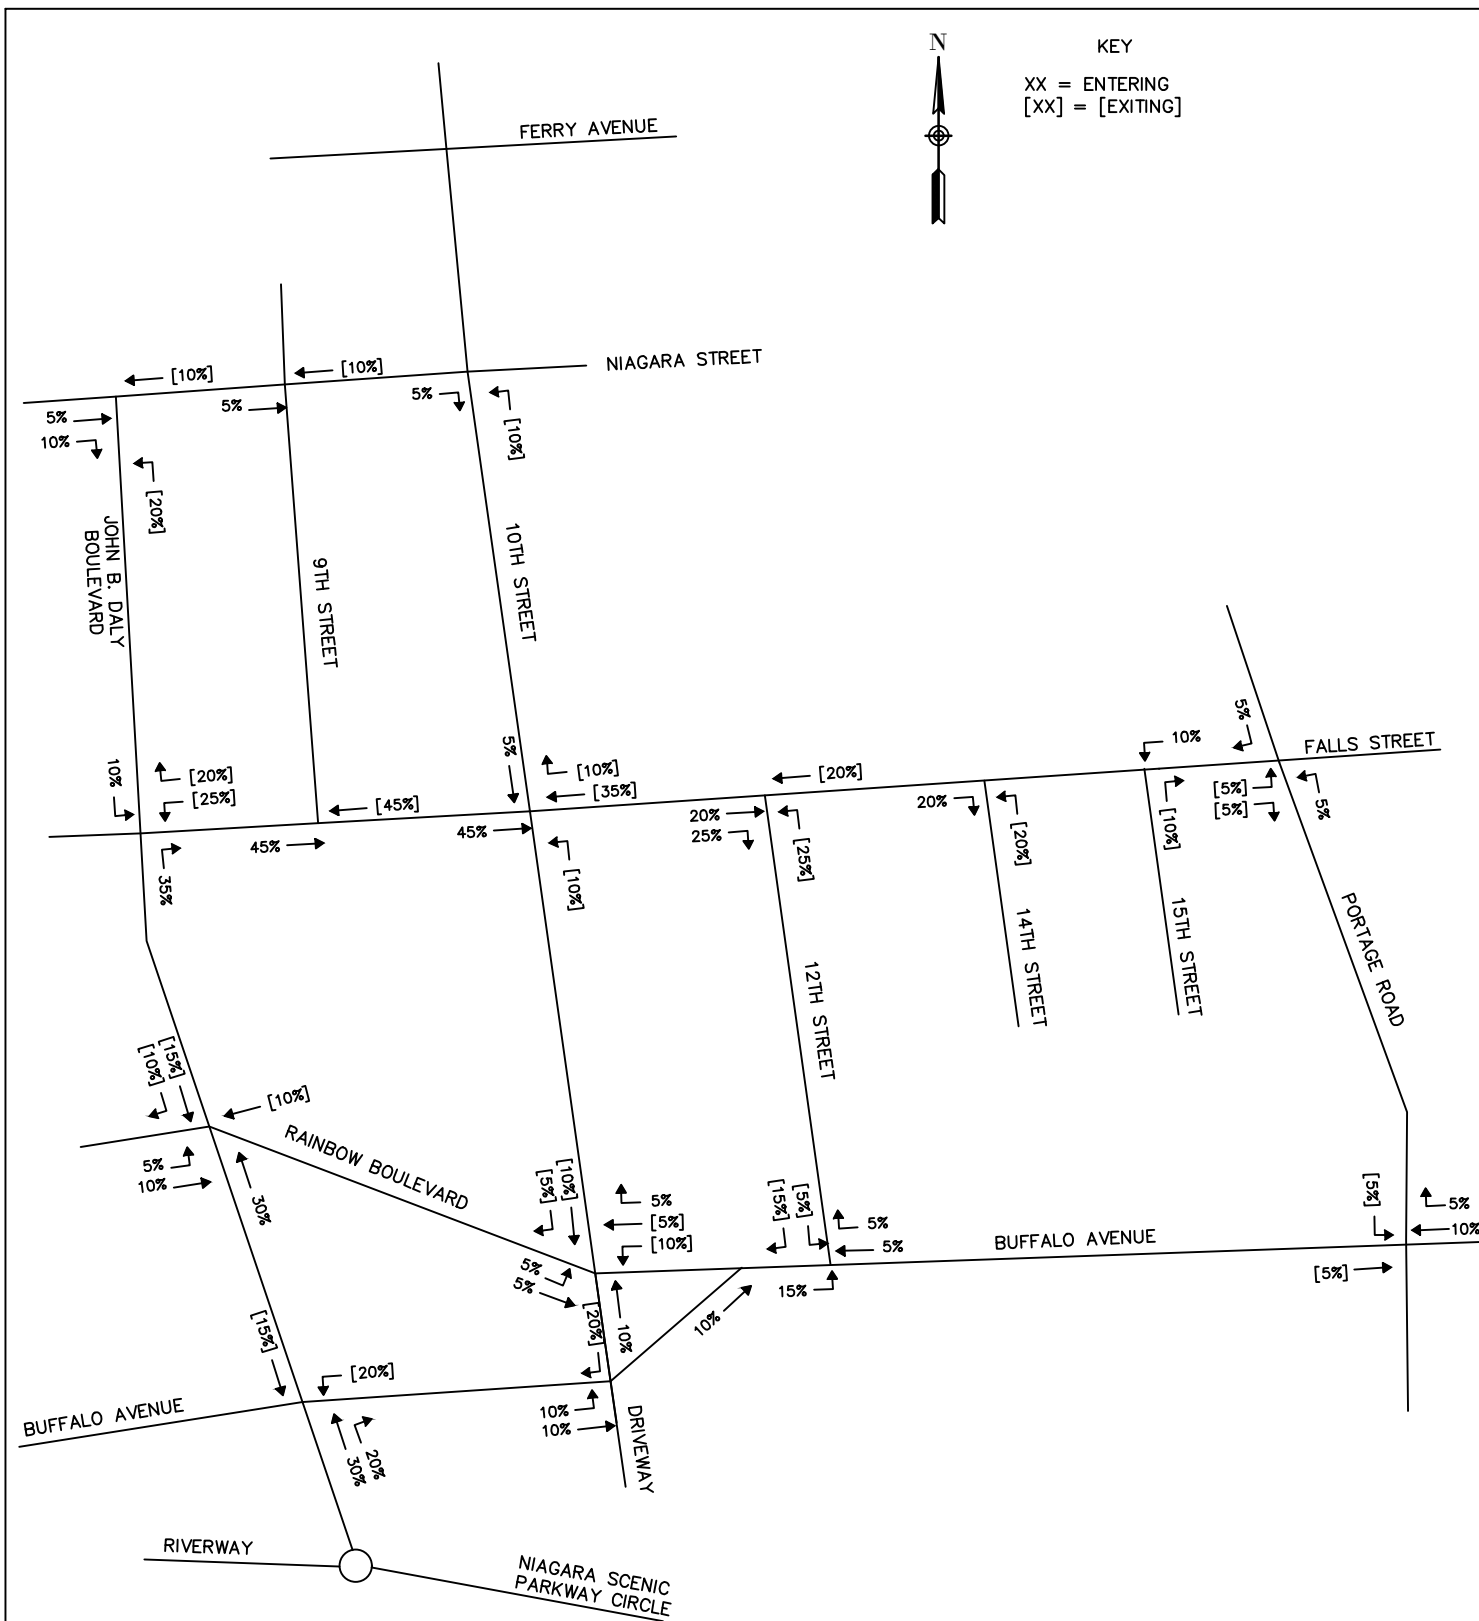 N
KEY
XX = ENTERING
[XX] = [EXITING]
FERRY AVENUE
NIAGARA STREET
[10%]
[10%]
5%
10%
5%
5%
[10%]
[20%]
JOHN B. DALY
BOULEVARD
9TH STREET
10TH STREET
10%
[20%]
[25%]
[45%]
45%
35%
5%
[10%]
[35%]
45%
[10%]
[20%]
20%
25%
[25%]
20%
[20%]
10%
[10%]
5%
FALLS STREET
[5%]
[5%]
5%
12TH STREET
14TH STREET
15TH STREET
PORTAGE ROAD
[10%]
[15%]
[10%]
RAINBOW BOULEVARD
5%
10%
30%
[5%]
[10%]
5%
[5%]
[10%]
5%
5%
[20%]
10%
10%
[15%]
[5%]
5%
5%
15%
BUFFALO AVENUE
[5%]
5%
10%
[5%]
[15%]
[20%]
BUFFALO AVENUE
30%
20%
10%
10%
DRIVEWAY
RIVERWAY
NIAGARA SCENIC
PARKWAY CIRCLE